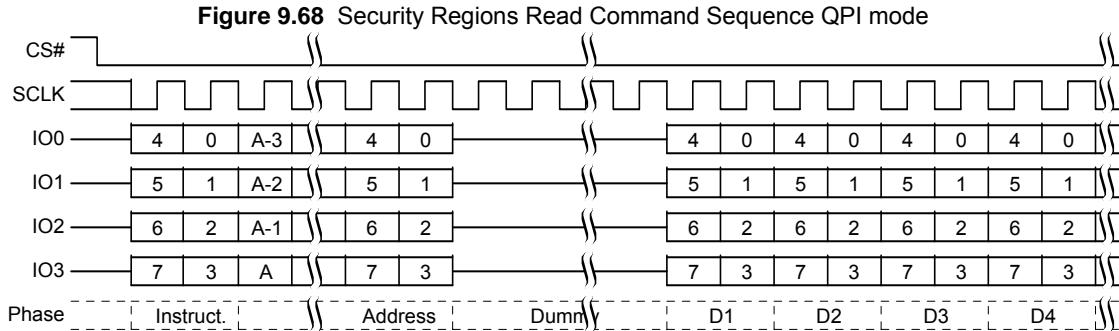 Figure 9.68 Security Regions Read Command Sequence QPI mode
CS#
SCLK
IO0 4 0 A-3 4 0 4 0 4 0 4 0 4 0
IO1 5 1 A-2 5 1 5 1 5 1 5 1 5 1
IO2 6 2 A-1 6 2 6 2 6 2 6 2 6 2
IO3 7 3 A 7 3 7 3 7 3 7 3 7 3
Phase Instruct. Address Dummy D1 D2 D3 D4